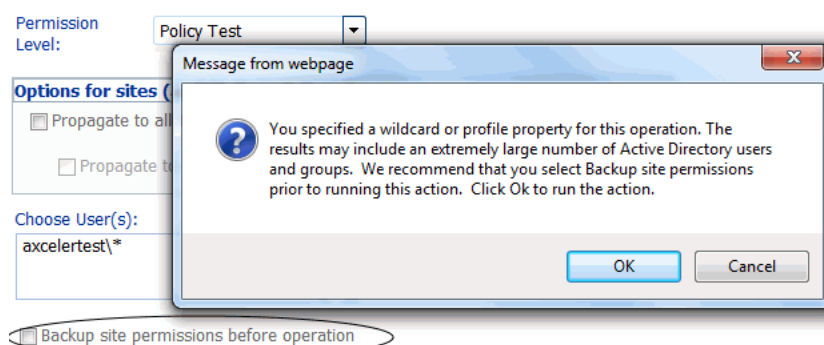 Permission
Level:
Policy Test
Message from webpage
Options for sites (
Propagate to all
Propagate to
You specified a wildcard or profile property for this operation. The
results may include an extremely large number of Active Directory users
and groups. We recommend that you select Backup site permissions
prior to running this action. Click Ok to run the action.
Choose User(s):
axcelertest\*
OK
Cancel
Backup site permissions before operation